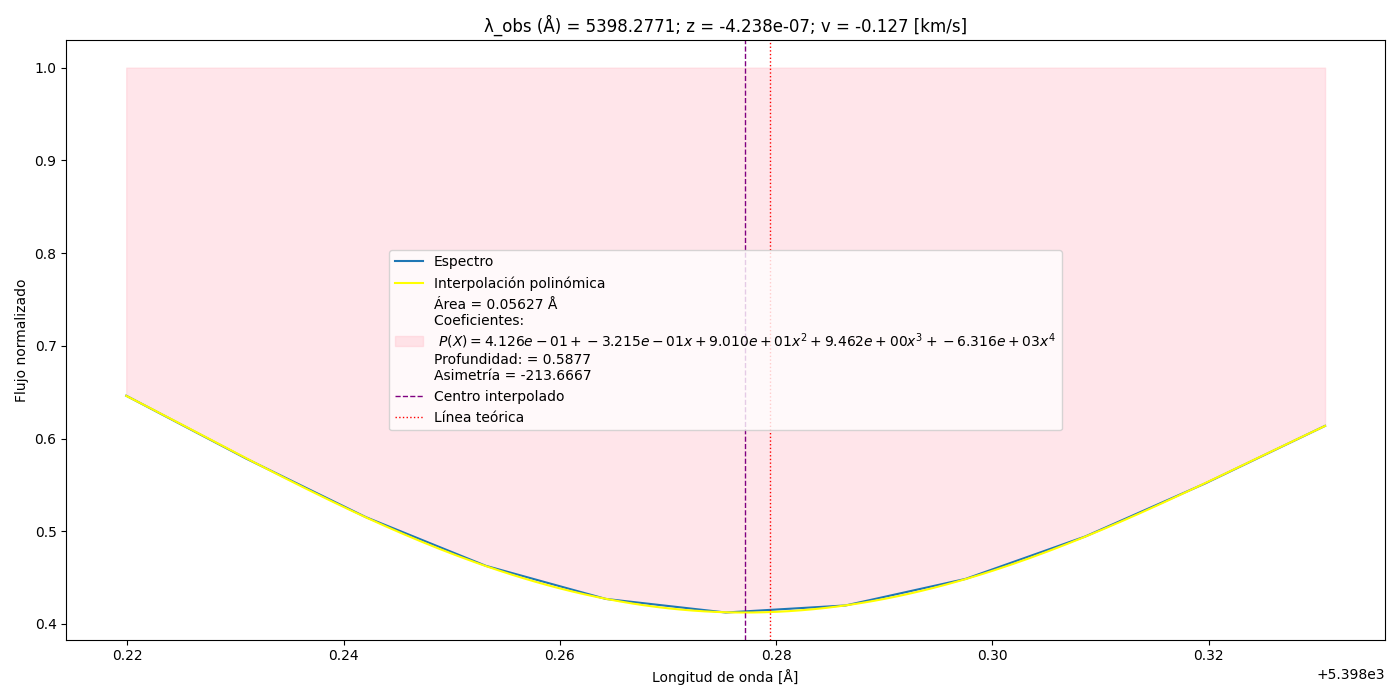 λ_obs (Å) = 5398.2771; z = -4.238e-07; v = -0.127 [km/s]
Flujo normalizado
1.0
0.9
0.8
0.7
0.6
0.5
0.4
Espectro
Interpolación polinómica
Área = 0.05627 Å
Coeficientes:
P(X) = 4.126e − 01 + −3.215e − 01x + 9.010e + 01x² + 9.462e + 00x³ + −6.316e + 03x⁴
Profundidad: = 0.5877
Asimetría = -213.6667
Centro interpolado
Línea teórica
0.22 0.24 0.26 0.28 0.30 0.32
+5.398e3
Longitud de onda [Å]